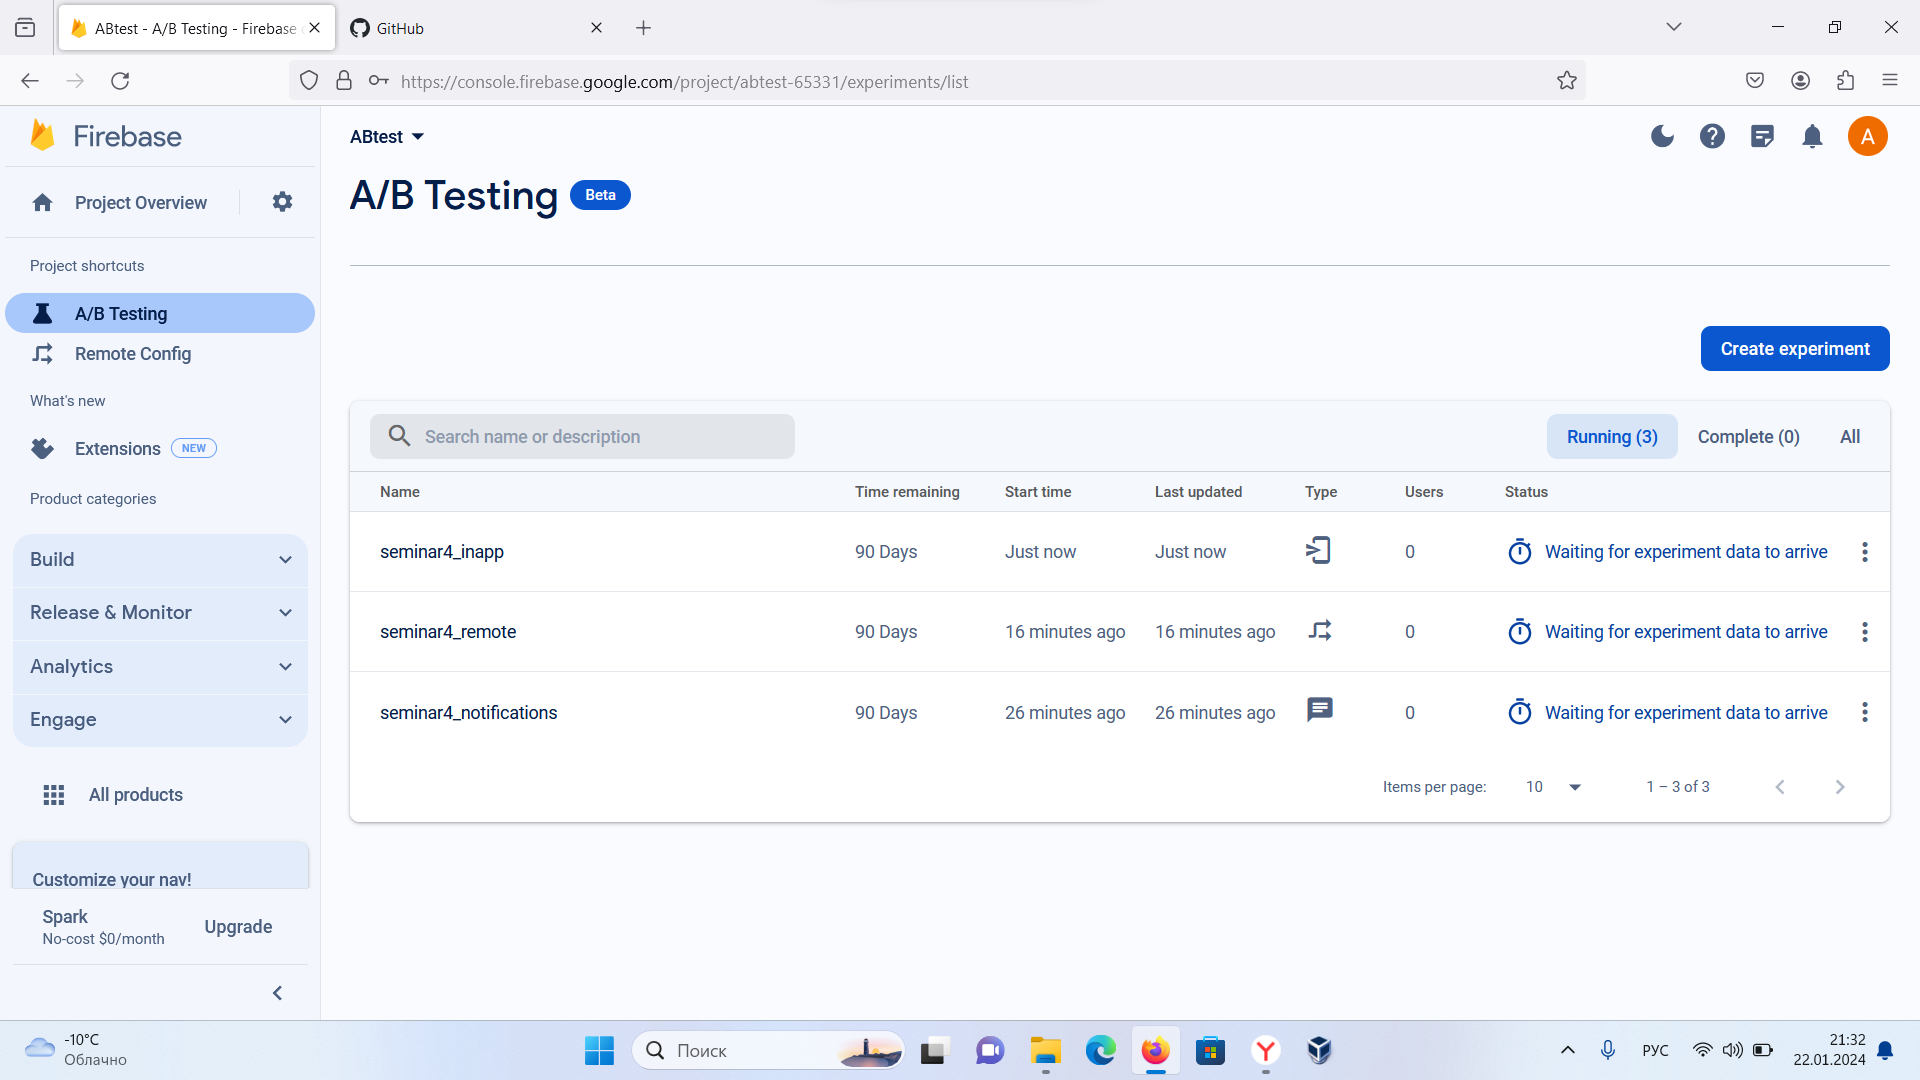 ABtest - A/B Testing - Firebase
GitHub
https://console.firebase.google.com/project/abtest-65331/experiments/list
Firebase
ABtest
A
A/B Testing Beta
Project Overview
Project shortcuts
A/B Testing
Remote Config
What's new
Extensions NEW
Product categories
Build
Release & Monitor
Analytics
Engage
All products
Customize your nav!
Spark
No-cost $0/month
Upgrade
Create experiment
Search name or description
Running (3) Complete (0) All
Name Time remaining Start time Last updated Type Users Status
seminar4_inapp 90 Days Just now Just now 0 Waiting for experiment data to arrive
seminar4_remote 90 Days 16 minutes ago 16 minutes ago 0 Waiting for experiment data to arrive
seminar4_notifications 90 Days 26 minutes ago 26 minutes ago 0 Waiting for experiment data to arrive
Items per page: 10 1 – 3 of 3
-10°C
Облачно
Поиск
РУС
21:32
22.01.2024